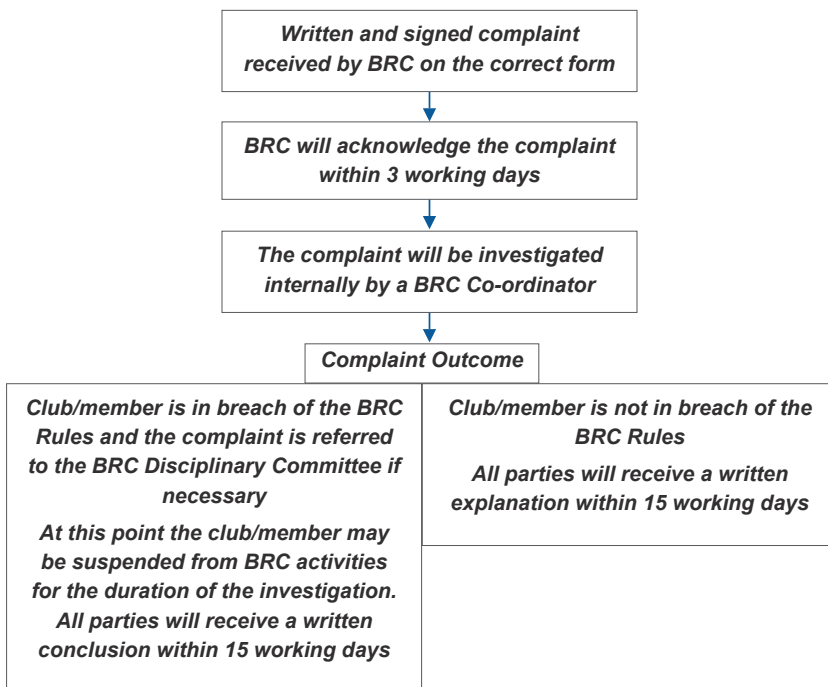 Written and signed complaint
received by BRC on the correct form
BRC will acknowledge the complaint
within 3 working days
The complaint will be investigated
internally by a BRC Co-ordinator
Complaint Outcome
Club/member is in breach of the BRC
Rules and the complaint is referred
to the BRC Disciplinary Committee if
necessary
At this point the club/member may
be suspended from BRC activities
for the duration of the investigation.
All parties will receive a written
conclusion within 15 working days
Club/member is not in breach of the
BRC Rules
All parties will receive a written
explanation within 15 working days